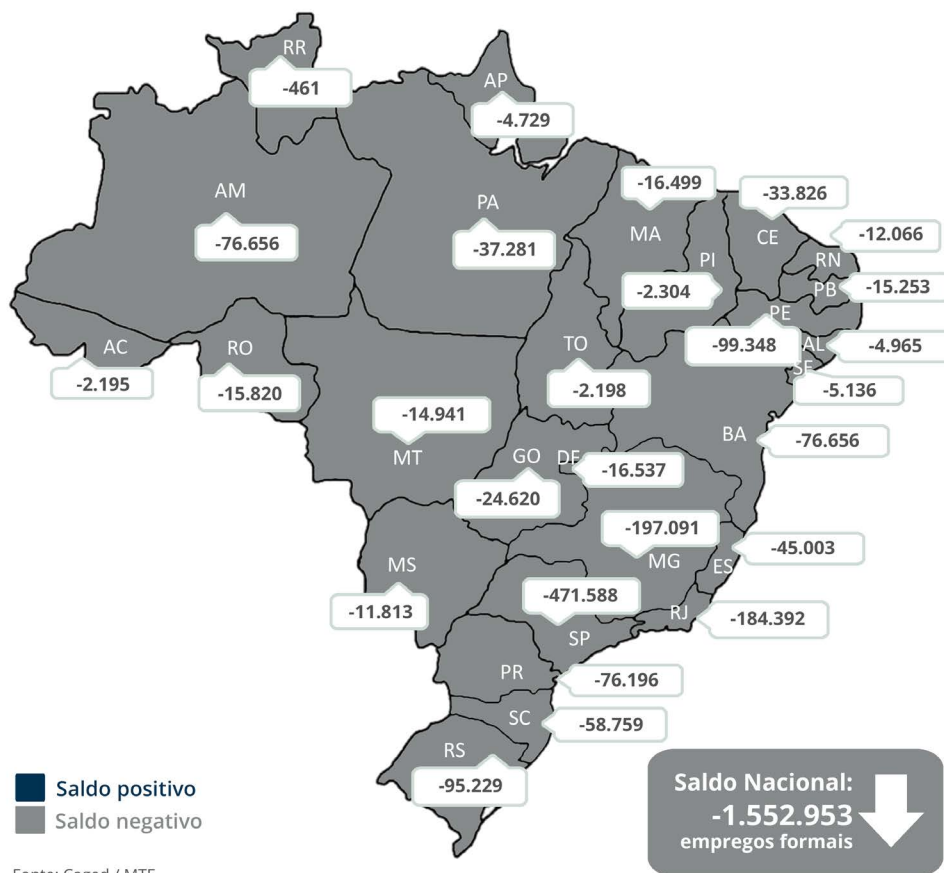 RR
-461
AP
-4.729
AM
-76.656
PA
-37.281
-16.499
MA
-33.826
CE
PI
-2.304
-12.066
RN
PB
-15.253
PE
-99.348
AL
-4.965
SE
-5.136
AC
-2.195
RO
-15.820
TO
-2.198
-14.941
MT
BA
-76.656
GO
-24.620
DF
-16.537
-197.091
MG
ES
-45.003
MS
-11.813
-471.588
SP
RJ
-184.392
PR
-76.196
SC
-58.759
RS
-95.229
Saldo positivo
Saldo negativo
Saldo Nacional:
-1.552.953
empregos formais
Fonte: Caged / MTE